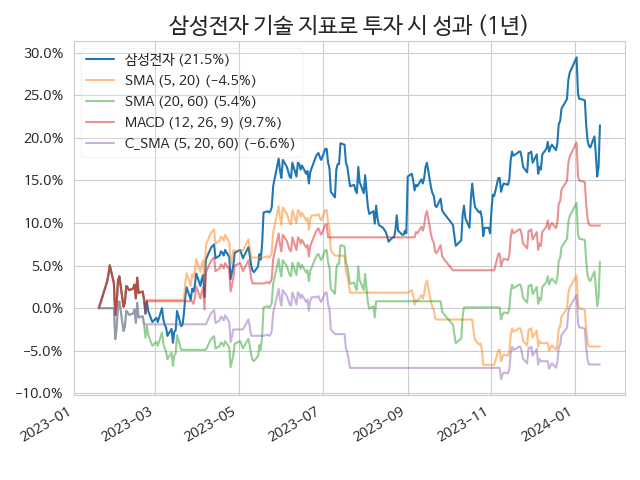 삼성전자 기술 지표로 투자 시 성과 (1년)
삼성전자 (21.5%)
SMA (5, 20) (−4.5%)
SMA (20, 60) (5.4%)
MACD (12, 26, 9) (9.7%)
C_SMA (5, 20, 60) (−6.6%)
30.0%
25.0%
20.0%
15.0%
10.0%
5.0%
0.0%
−5.0%
−10.0%
2023-01
2023-03
2023-05
2023-07
2023-09
2023-11
2024-01